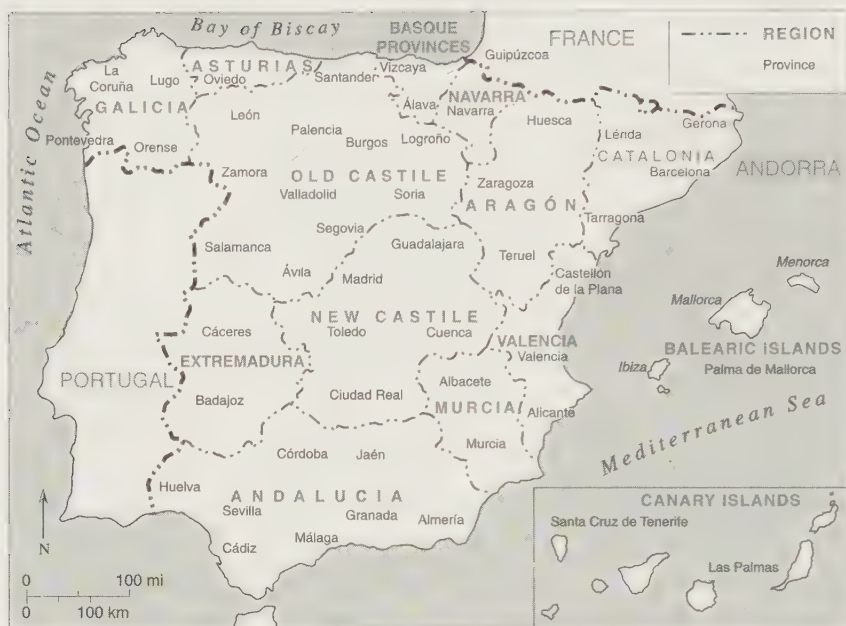 Bay of Biscay
BASQUE
PROVINCES
FRANCE
REGION
Province
Guipúzcoa
Vizcaya
ASTURIAS
Oviedo
Santander
La
Coruña
Lugo
GALICIA
Álava
NAVARRA
Navarra
Huesca
León
Palencia
Burgos
Logroño
Lérida
Gerona
CATALONIA
Barcelona
ANDORRA
Atlantic Ocean
Pontevedra
Orense
Zamora
OLD CASTILE
Valladolid
Soria
Zaragoza
ARAGÓN
Tarragona
Segovia
Salamanca
Guadalajara
Teruel
Ávila
Madrid
Castellón
de la Plana
Menorca
Mallorca
NEW CASTILE
Toledo
Cuenca
Cáceres
VALENCIA
Valencia
BALEARIC ISLANDS
Palma de Mallorca
Ibiza
EXTREMADURA
PORTUGAL
Badajoz
Ciudad Real
Albacete
MURCIA
Alicante
Murcia
Mediterranean Sea
Córdoba
Jaén
Huelva
ANDALUCIA
Sevilla
Granada
Almería
Málaga
Cádiz
N
0
100 mi
0
100 km
CANARY ISLANDS
Santa Cruz de Tenerife
Las Palmas